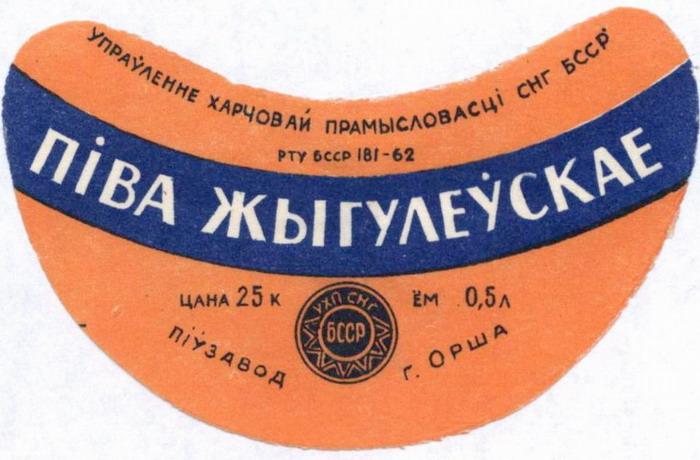 УПРАЎЛЕННЕ ХАРЧОВАЙ ПРАМЫСЛОВАСЦІ СНГ БССР
РТУ БССР 181-62
ПІВА ЖЫГУЛЕЎСКАЕ
ЦАНА 25 К
ЁМ 0,5 Л
УХП СНГ
БССР
ПІЎЗАВОД
Г. ОРША